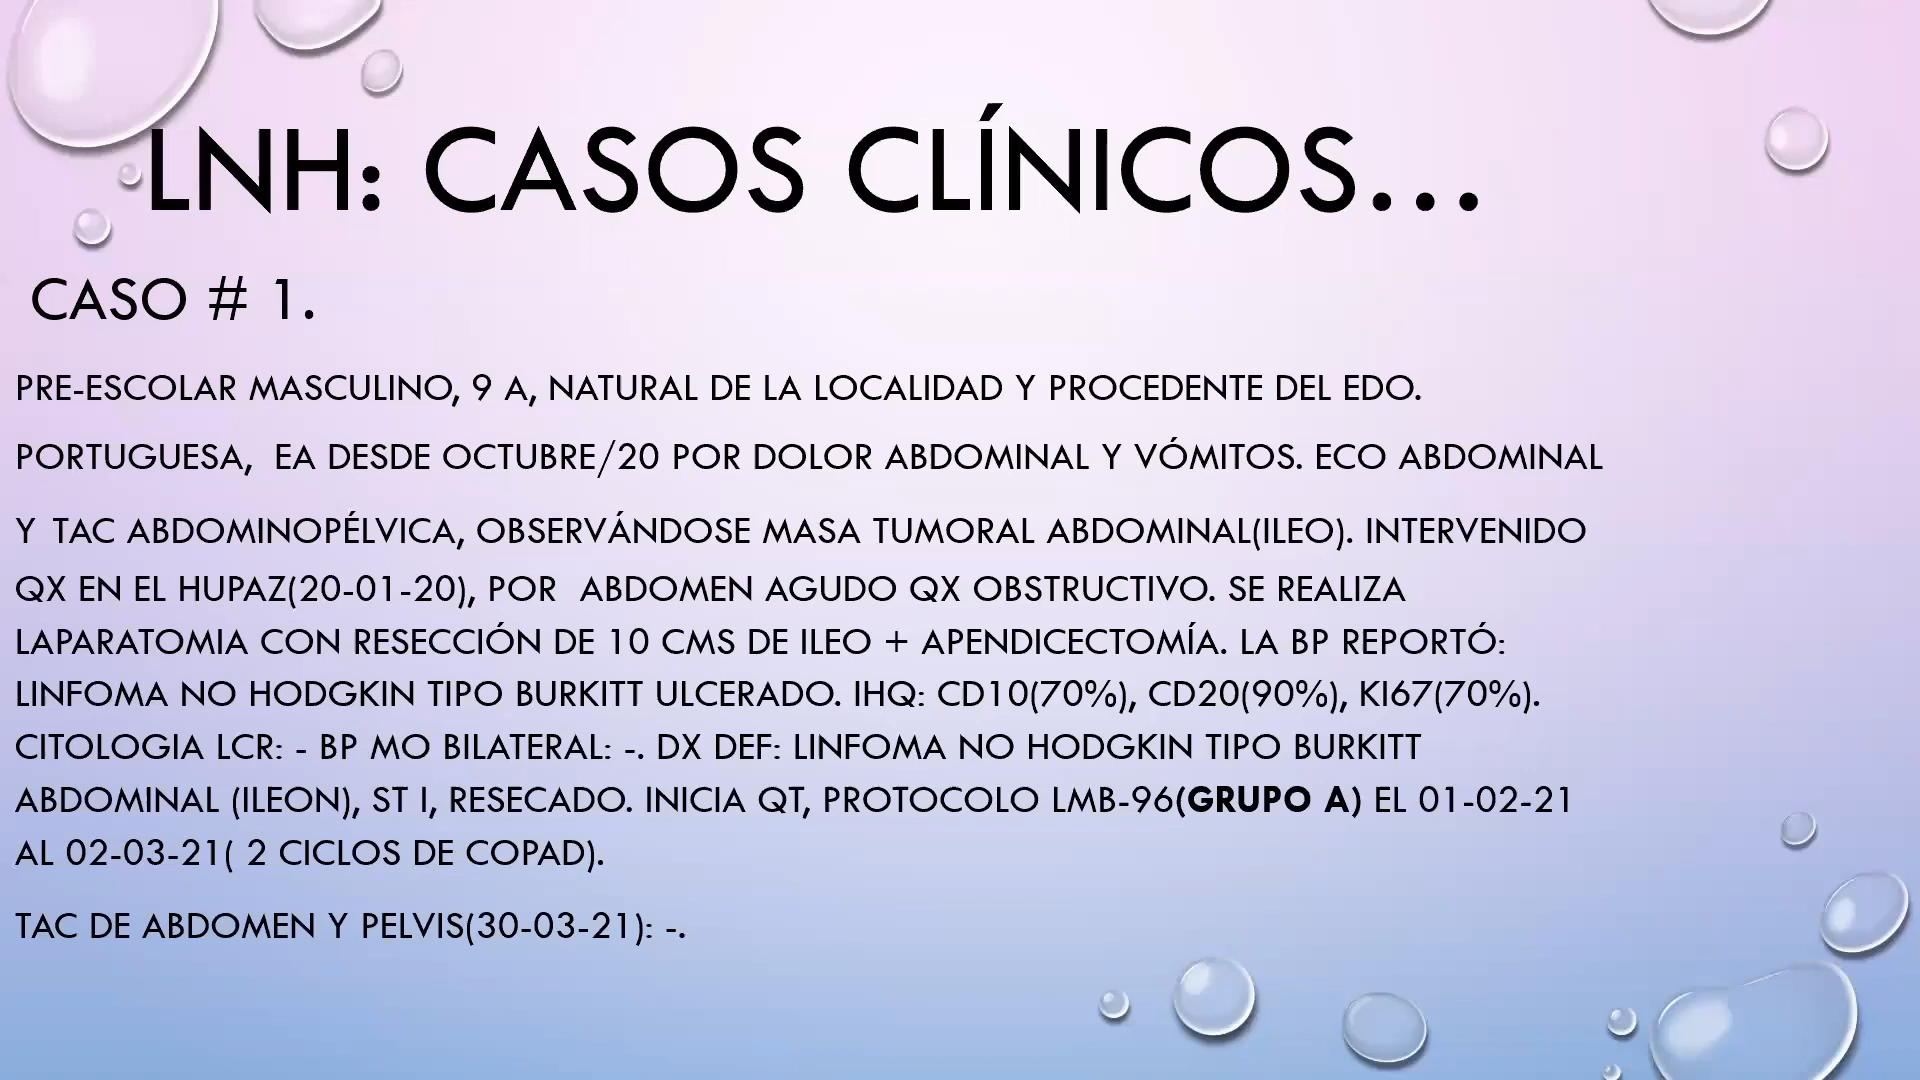 LNH: CASOS CLÍNICOS...
CASO # 1.
PRE-ESCOLAR MASCULINO, 9 A, NATURAL DE LA LOCALIDAD Y PROCEDENTE DEL EDO.
PORTUGUESA, EA DESDE OCTUBRE/20 POR DOLOR ABDOMINAL Y VÓMITOS. ECO ABDOMINAL
Y TAC ABDOMINOPÉLVICA, OBSERVÁNDOSE MASA TUMORAL ABDOMINAL(ILEO). INTERVENIDO
QX EN EL HUPAZ(20-01-20), POR ABDOMEN AGUDO QX OBSTRUCTIVO. SE REALIZA
LAPARATOMIA CON RESECCIÓN DE 10 CMS DE ILEO + APENDICECTOMÍA. LA BP REPORTÓ:
LINFOMA NO HODGKIN TIPO BURKITT ULCERADO. IHQ: CD10(70%), CD20(90%), KI67(70%).
CITOLOGIA LCR: - BP MO BILATERAL: -. DX DEF: LINFOMA NO HODGKIN TIPO BURKITT
ABDOMINAL (ILEON), ST I, RESECADO. INICIA QT, PROTOCOLO LMB-96(GRUPO A) EL 01-02-21
AL 02-03-21( 2 CICLOS DE COPAD).
TAC DE ABDOMEN Y PELVIS(30-03-21): -.